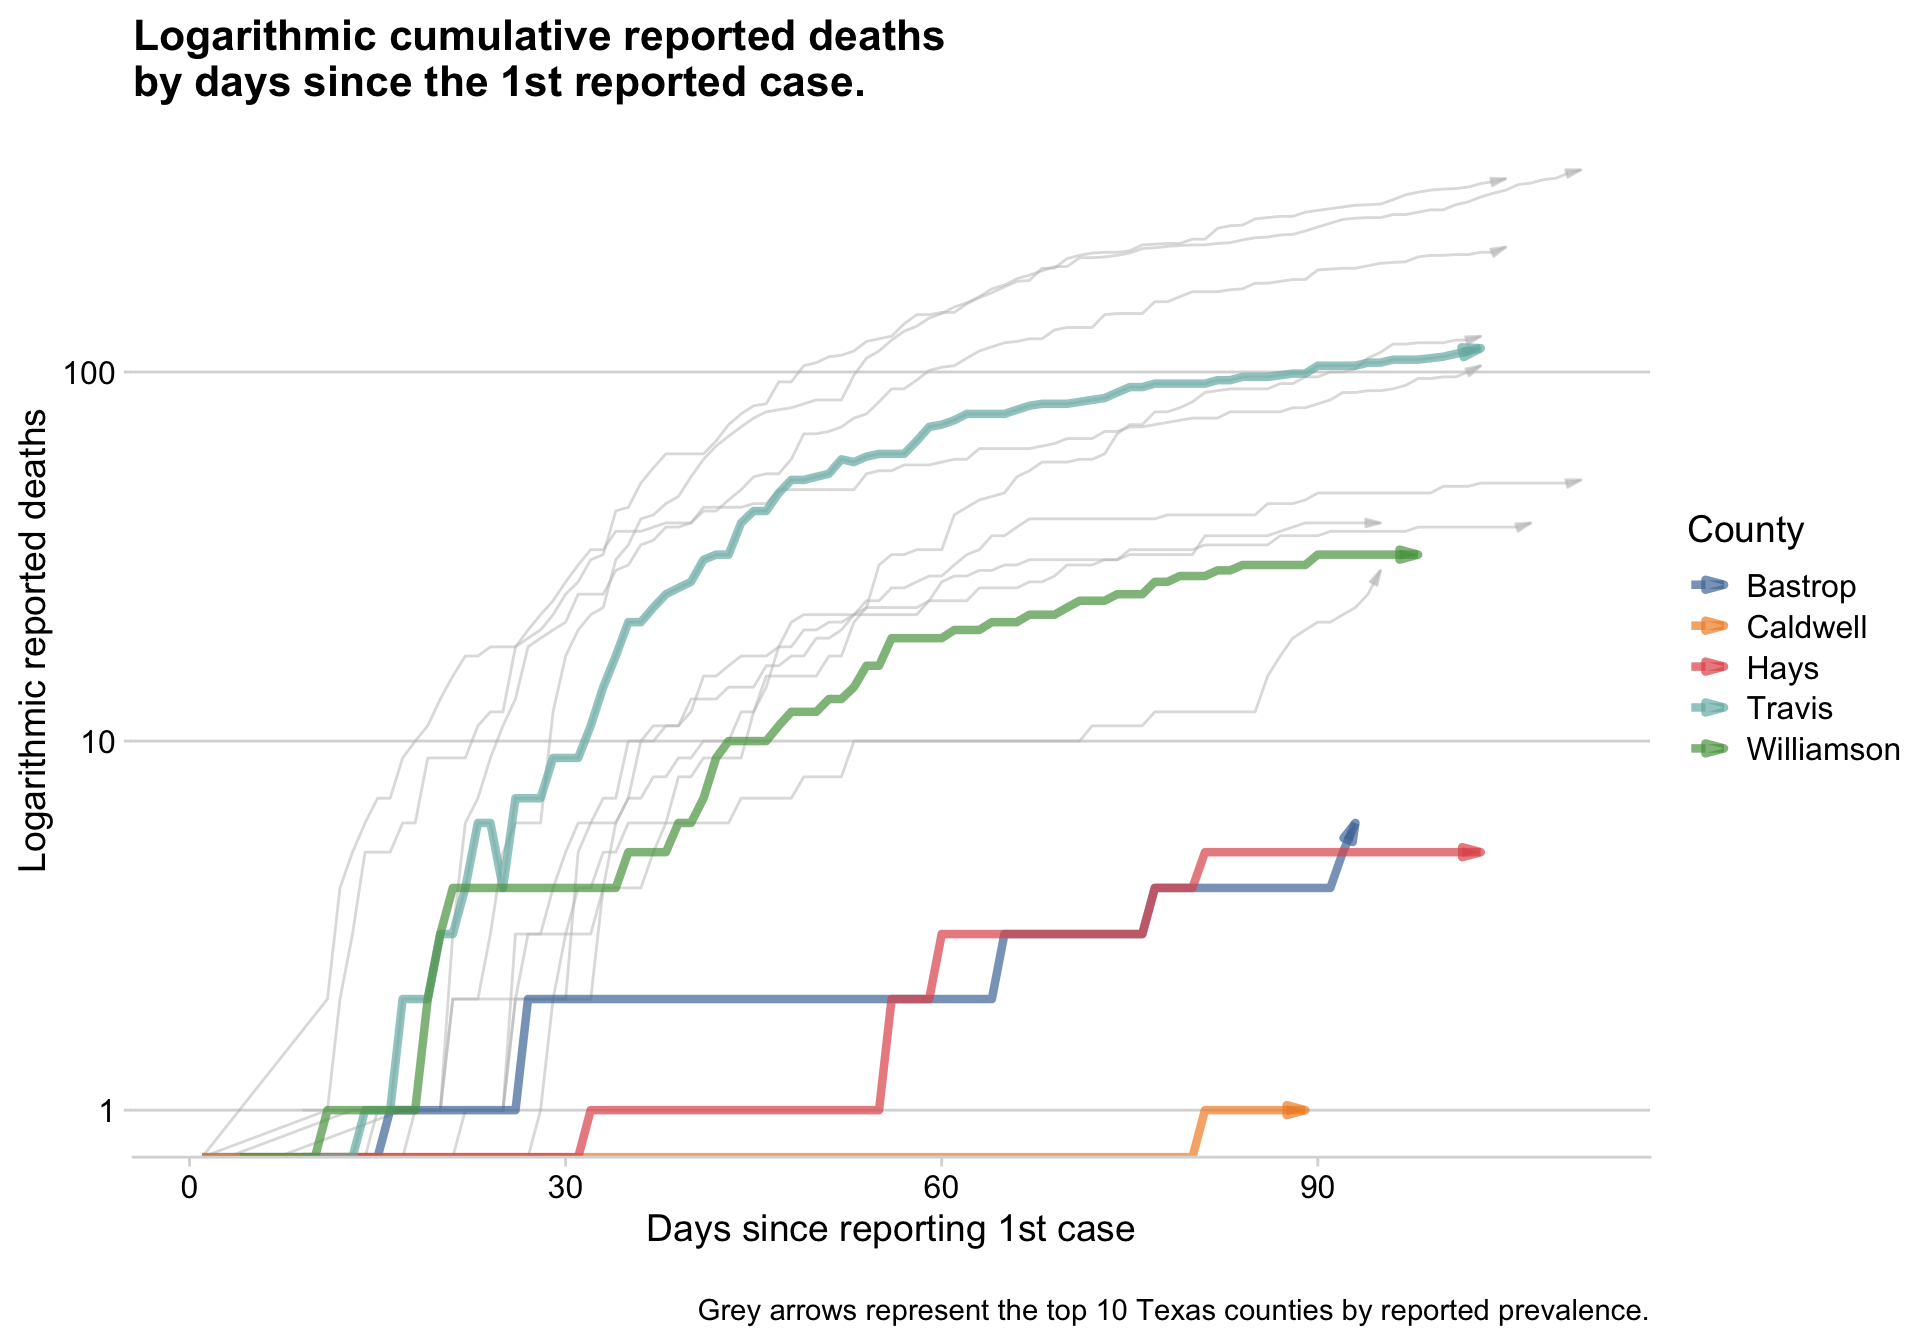 Logarithmic cumulative reported deaths
by days since the 1st reported case.
Logarithmic reported deaths
100
10
1
0
30
60
90
Days since reporting 1st case
County
Bastrop
Caldwell
Hays
Travis
Williamson
Grey arrows represent the top 10 Texas counties by reported prevalence.